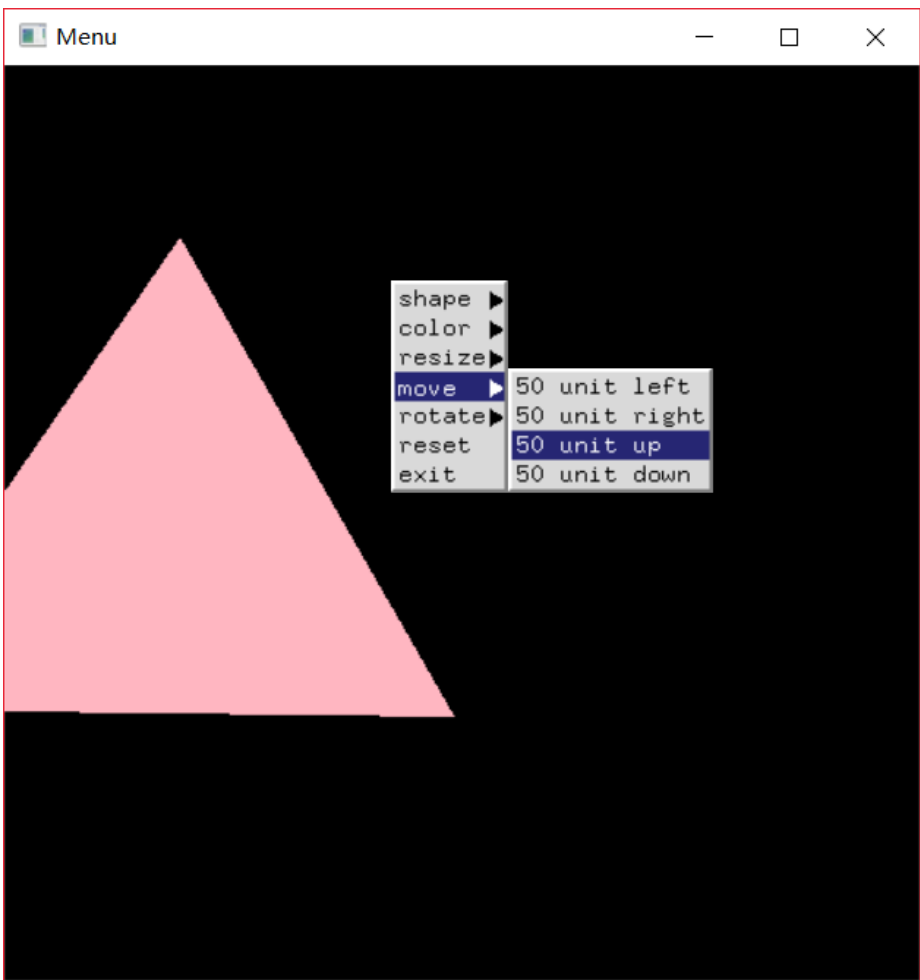 Menu
shape
color
resize
move
rotate
reset
exit
50 unit left
50 unit right
50 unit up
50 unit down